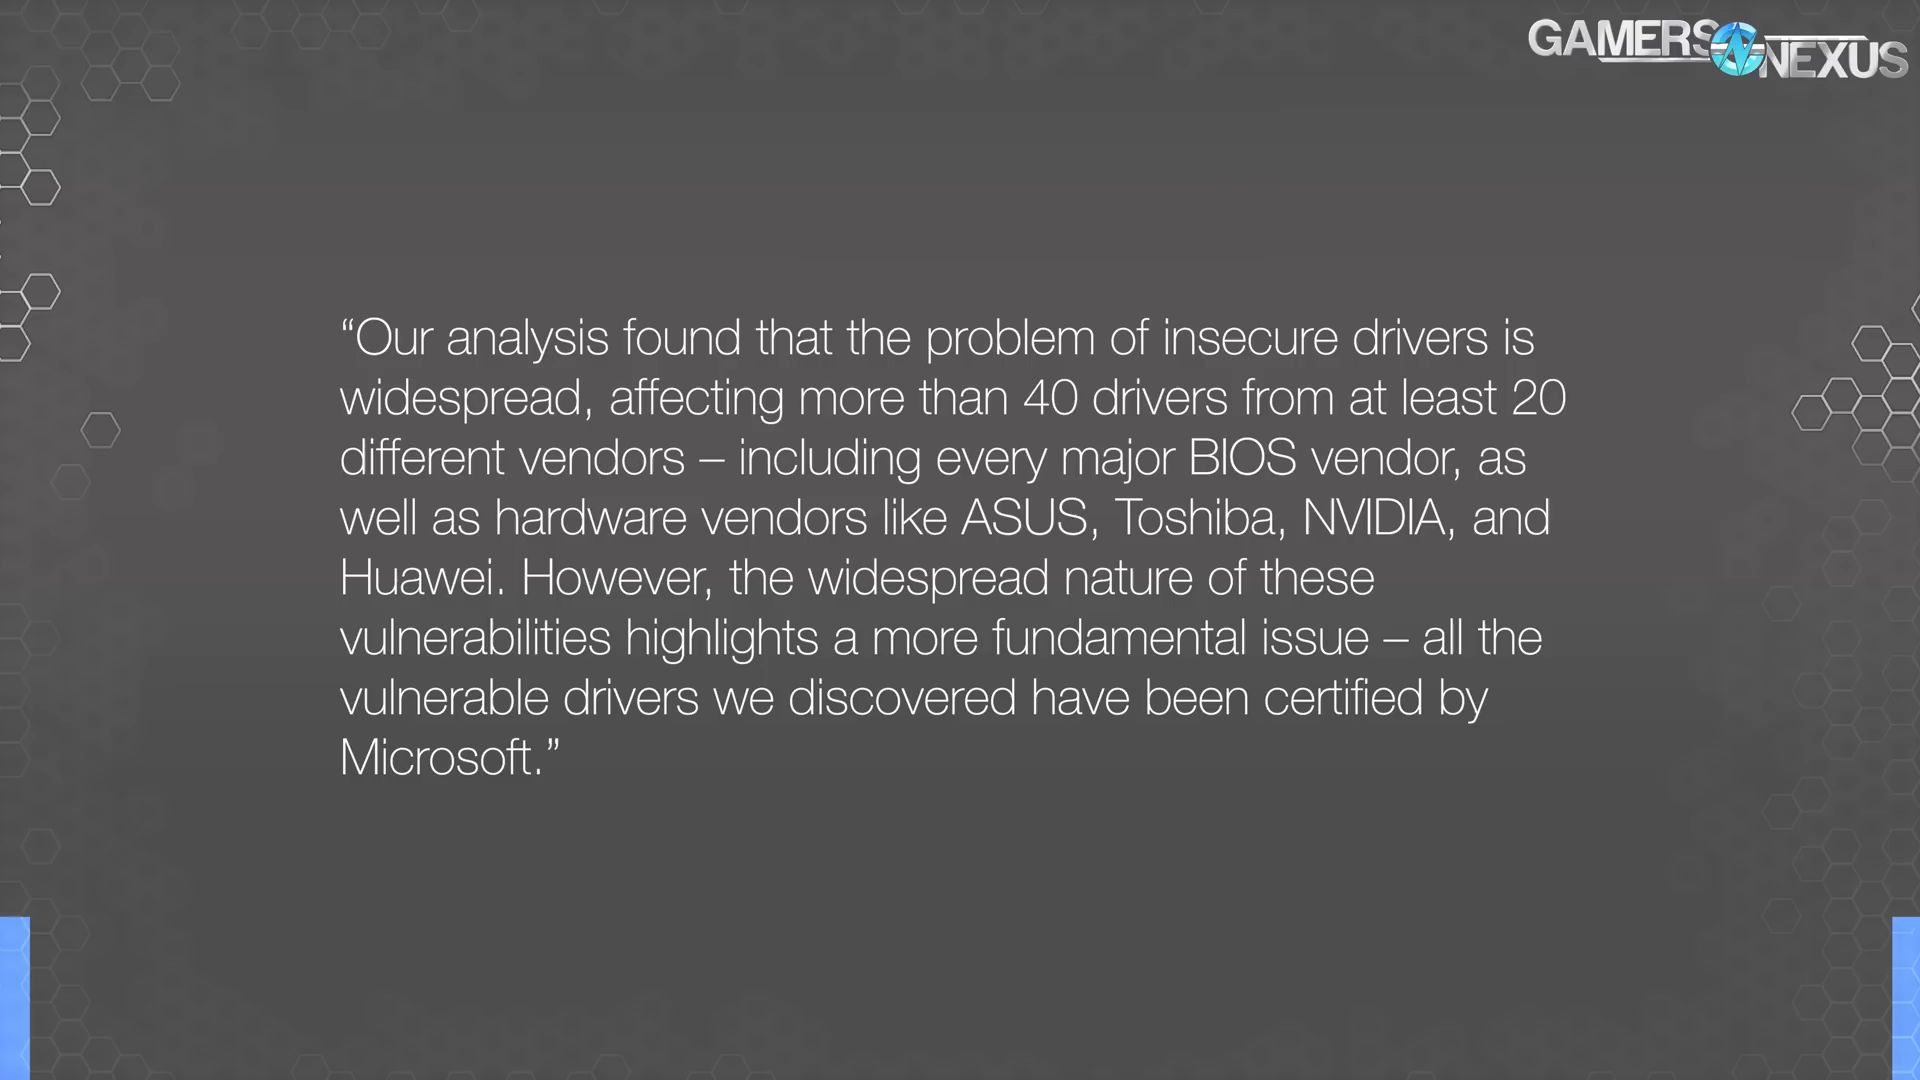 GAMERS NEXUS
“Our analysis found that the problem of insecure drivers is
widespread, affecting more than 40 drivers from at least 20
different vendors – including every major BIOS vendor, as
well as hardware vendors like ASUS, Toshiba, NVIDIA, and
Huawei. However, the widespread nature of these
vulnerabilities highlights a more fundamental issue – all the
vulnerable drivers we discovered have been certified by
Microsoft.”